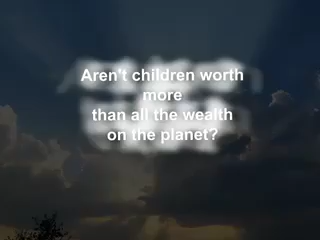 Aren't children worth
more
than all the wealth
on the planet?